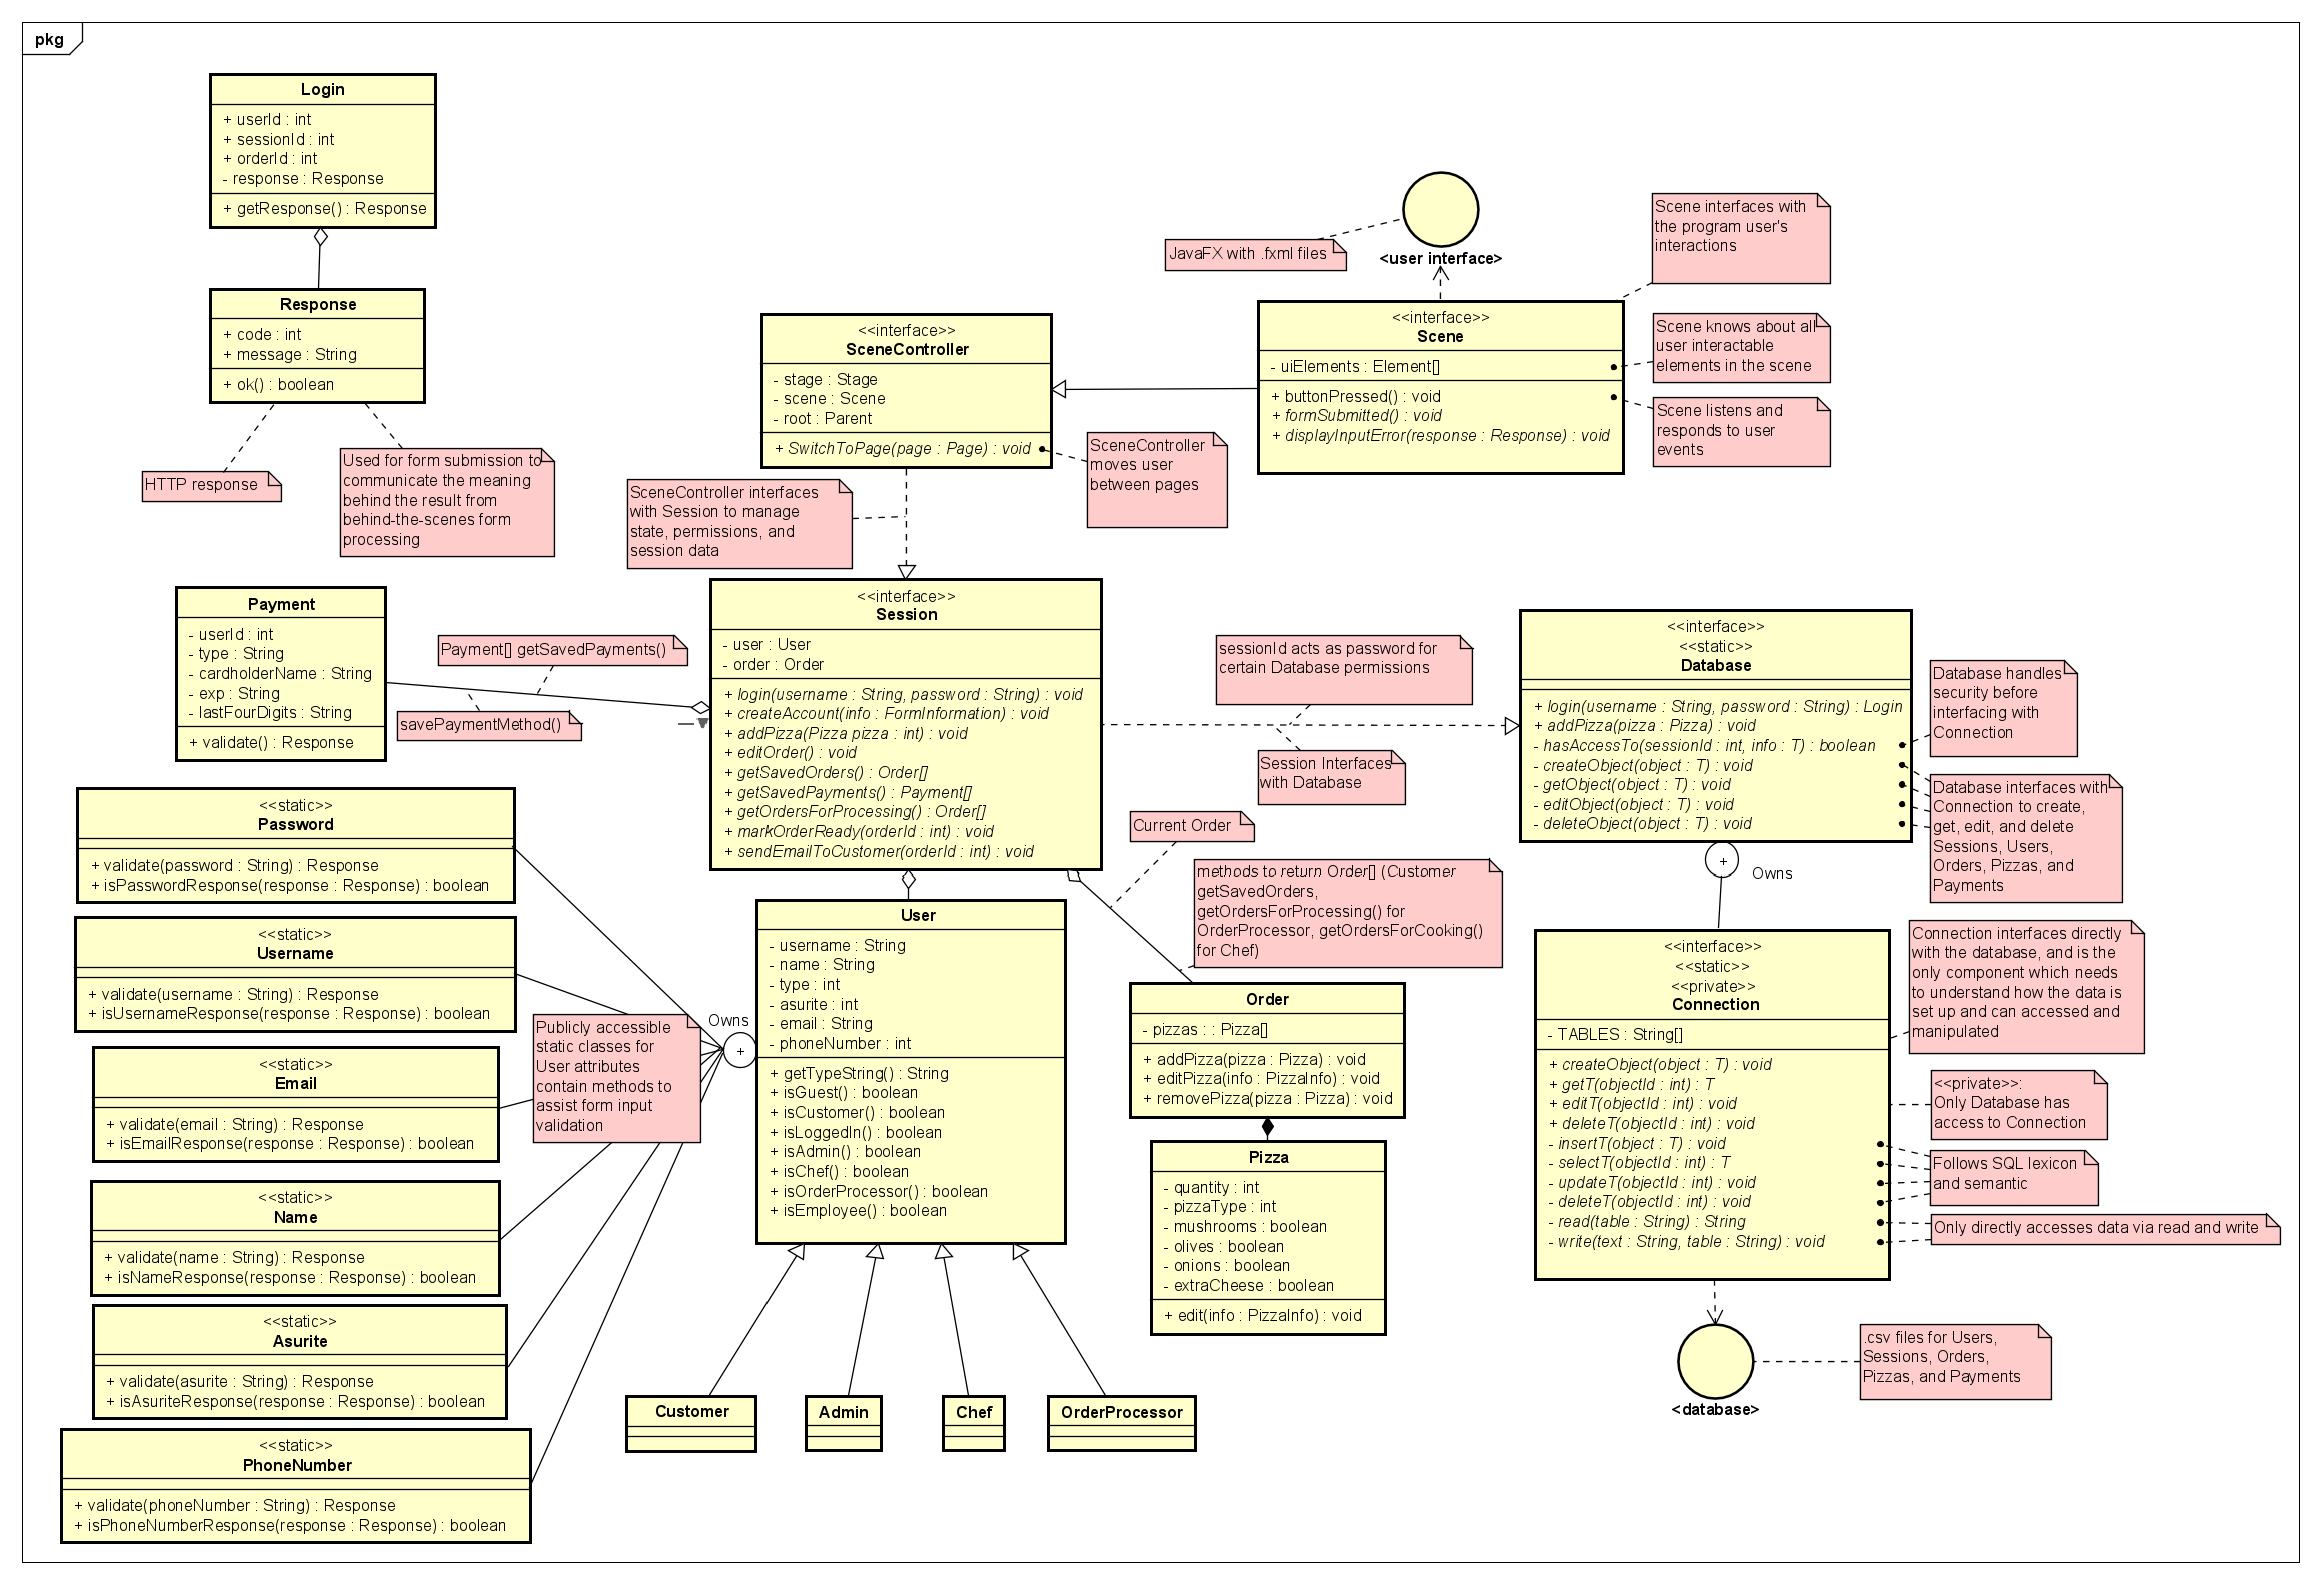 pkg
Login
+ userId : int
+ sessionId : int
+ orderId : int
- response : Response
+ getResponse() : Response
Response
+ code : int
+ message : String
+ ok() : boolean
HTTP response
Used for form submission to
communicate the meaning
behind the result from
behind-the-scenes form
processing
JavaFX with .fxml files
<user interface>
Scene interfaces with
the program user's
interactions
<<interface>>
SceneController
- stage : Stage
- scene : Scene
- root : Parent
+ SwitchToPage(page : Page) : void
<<interface>>
Scene
- uiElements : Element[]
+ buttonPressed() : void
+ formSubmitted() : void
+ displayInputError(response : Response) : void
Scene knows about all
user interactable
elements in the scene
Scene listens and
responds to user
events
SceneController
moves user
between pages
SceneController interfaces
with Session to manage
state, permissions, and
session data
Payment
- userId : int
- type : String
- cardholderName : String
- exp : String
- lastFourDigits : String
+ validate() : Response
Payment[] getSavedPayments()
savePaymentMethod()
<<interface>>
Session
- user : User
- order : Order
+ login(username : String, password : String) : void
+ createAccount(info : FormInformation) : void
+ addPizza(Pizza pizza : int) : void
+ editOrder() : void
+ getSavedOrders() : Order[]
+ getSavedPayments() : Payment[]
+ getOrdersForProcessing() : Order[]
+ markOrderReady(orderId : int) : void
+ sendEmailToCustomer(orderId : int) : void
sessionId acts as password for
certain Database permissions
Session Interfaces
with Database
<<interface>>
<<static>>
Database
+ login(username : String, password : String) : Login
+ addPizza(pizza : Pizza) : void
- hasAccessTo(sessionId : int, info : T) : boolean
- createObject(object : T) : void
- getObject(object : T) : void
- editObject(object : T) : void
- deleteObject(object : T) : void
Database handles
security before
interfacing with
Connection
Database interfaces with
Connection to create,
get, edit, and delete
Sessions, Users,
Orders, Pizzas, and
Payments
+
Owns
<<static>>
Password
+ validate(password : String) : Response
+ isPasswordResponse(response : Response) : boolean
<<static>>
Username
+ validate(username : String) : Response
+ isUsernameResponse(response : Response) : boolean
<<static>>
Email
+ validate(email : String) : Response
+ isEmailResponse(response : Response) : boolean
<<static>>
Name
+ validate(name : String) : Response
+ isNameResponse(response : Response) : boolean
<<static>>
Asurite
+ validate(asurite : String) : Response
+ isAsuriteResponse(response : Response) : boolean
<<static>>
PhoneNumber
+ validate(phoneNumber : String) : Response
+ isPhoneNumberResponse(response : Response) : boolean
Publicly accessible
static classes for
User attributes
contain methods to
assist form input
validation
Owns
+
User
- username : String
- name : String
- type : int
- asurite : int
- email : String
- phoneNumber : int
+ getTypeString() : String
+ isGuest() : boolean
+ isCustomer() : boolean
+ isLoggedIn() : boolean
+ isAdmin() : boolean
+ isChef() : boolean
+ isOrderProcessor() : boolean
+ isEmployee() : boolean
Customer
Admin
Chef
OrderProcessor
Current Order
methods to return Order[] (Customer
getSavedOrders,
getOrdersForProcessing() for
OrderProcessor, getOrdersForCooking()
for Chef)
Order
- pizzas : : Pizza[]
+ addPizza(pizza : Pizza) : void
+ editPizza(info : PizzaInfo) : void
+ removePizza(pizza : Pizza) : void
Pizza
- quantity : int
- pizzaType : int
- mushrooms : boolean
- olives : boolean
- onions : boolean
- extraCheese : boolean
+ edit(info : PizzaInfo) : void
<<interface>>
<<static>>
<<private>>
Connection
- TABLES : String[]
+ createObject(object : T) : void
+ getT(objectId : int) : T
+ editT(objectId : int) : void
+ deleteT(objectId : int) : void
- insertT(object : T) : void
- selectT(objectId : int) : T
- updateT(objectId : int) : void
- deleteT(objectId : int) : void
- read(table : String) : String
- write(text : String, table : String) : void
Connection interfaces directly
with the database, and is the
only component which needs
to understand how the data is
set up and can accessed and
manipulated
<<private>>:
Only Database has
access to Connection
Follows SQL lexicon
and semantic
Only directly accesses data via read and write
<database>
.csv files for Users,
Sessions, Orders,
Pizzas, and Payments